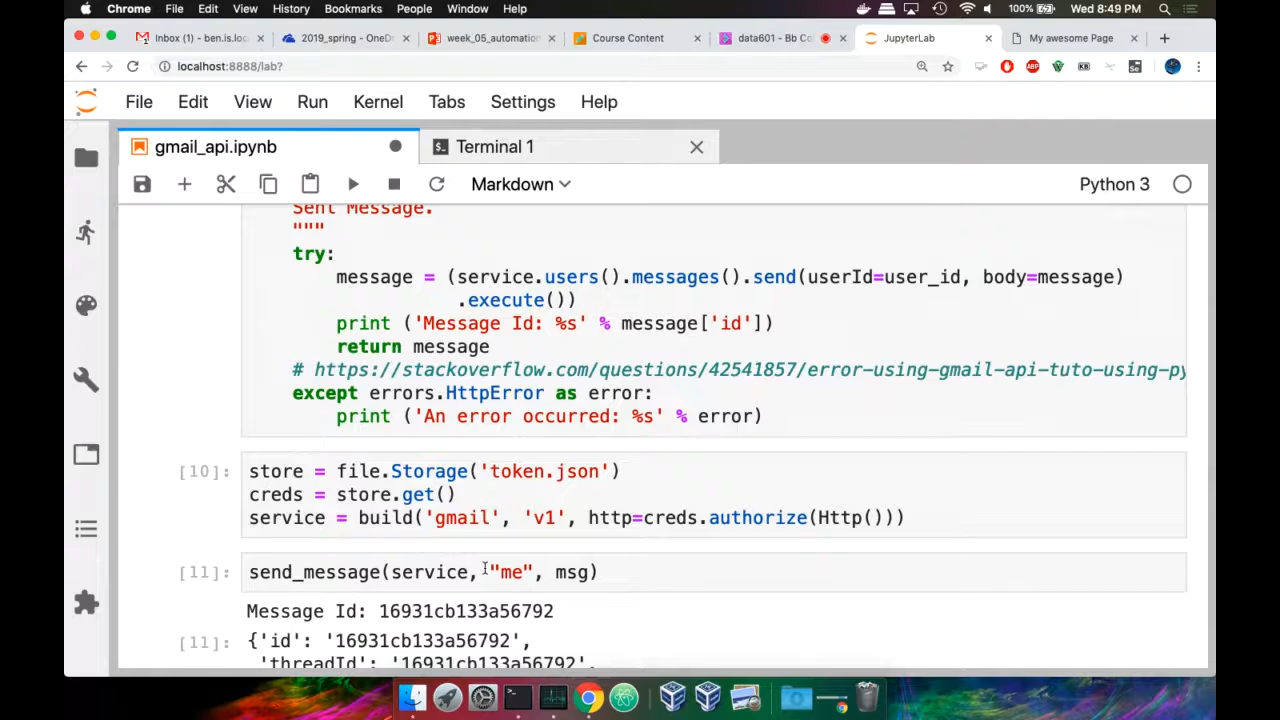 Chrome File Edit View History Bookmarks People Window Help 100% Wed 8:49 PM
Inbox (1) - ben.is.loc 2019_spring - OneD week_05_automation Course Content data601 - Bb Co JupyterLab My awesome Page
localhost:8888/lab?
File Edit View Run Kernel Tabs Settings Help
gmail_api.ipynb Terminal 1
Markdown Python 3
Sent Message.
"""
try:
message = (service.users().messages().send(userId=user_id, body=message)
.execute())
print ('Message Id: %s' % message['id'])
return message
# https://stackoverflow.com/questions/42541857/error-using-gmail-api-tuto-using-py
except errors.HttpError as error:
print ('An error occurred: %s' % error)
[10]: store = file.Storage('token.json')
creds = store.get()
service = build('gmail', 'v1', http=creds.authorize(Http()))
[11]: send_message(service, "me", msg)
Message Id: 16931cb133a56792
[11]: {'id': '16931cb133a56792',
'threadId': '16931cb133a56792',